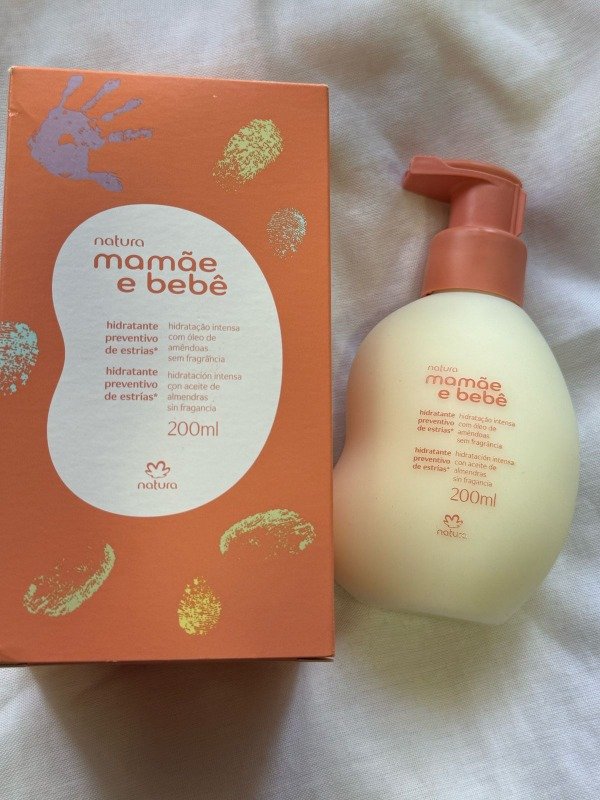 natura
mamãe
e bebê
hidratante
preventivo
de estrias*
hidratação intensa
com óleo de
amêndoas
sem fragrância
hidratante
preventivo
de estrias*
hidratación intensa
con aceite de
almendras
sin fragancia
200ml
natura
natura
mamãe
e bebê
hidratante
preventivo
de estrias*
hidratação intensa
com óleo de
amêndoas
sem fragrância
hidratante
preventivo
de estrias*
hidratación intensa
con aceite de
almendras
sin fragancia
200ml
natura